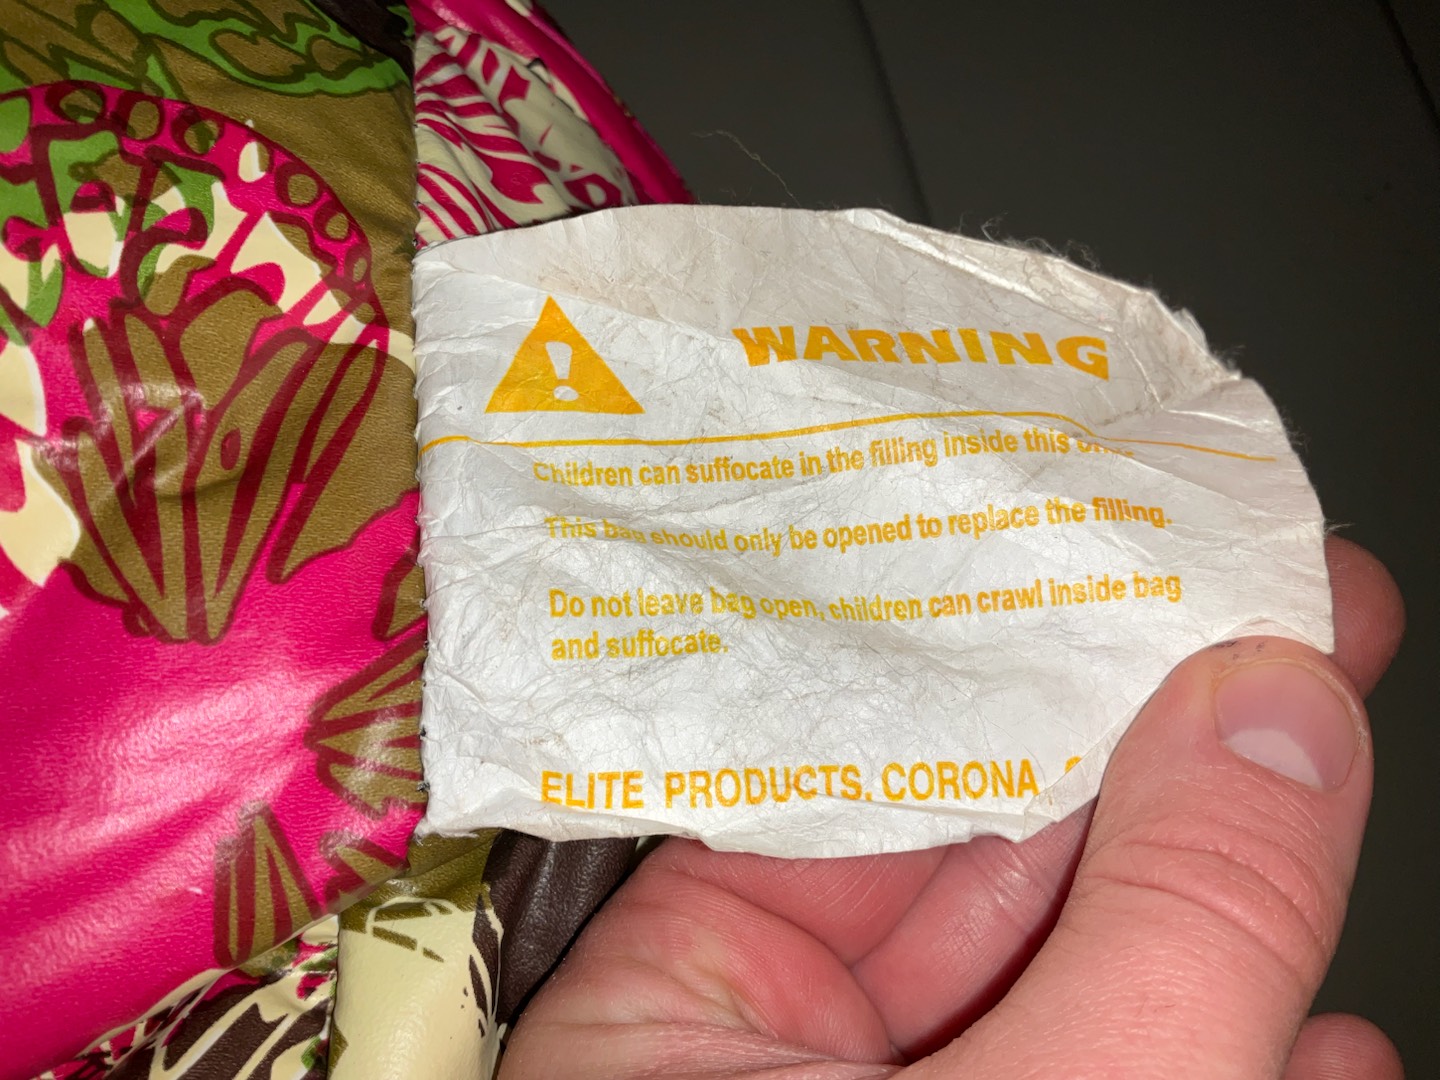 WARNING
Children can suffocate in the filling inside this
This bag should only be opened to replace the filling.
Do not leave bag open, children can crawl inside bag
and suffocate.
ELITE PRODUCTS, CORONA